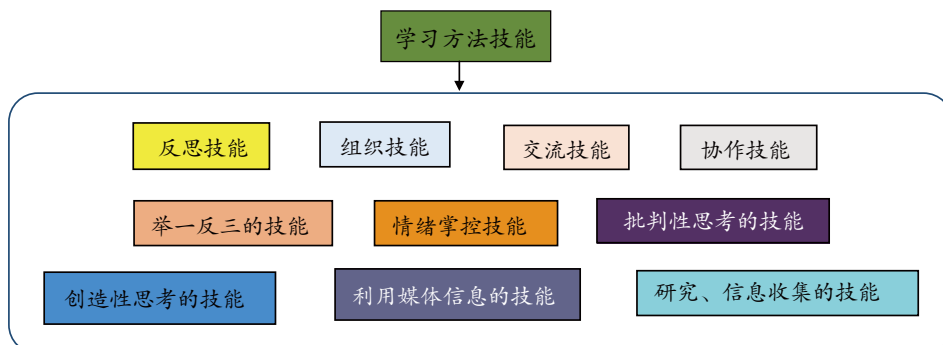 学习方法技能
反思技能
组织技能
交流技能
协作技能
举一反三的技能
情绪掌控技能
批判性思考的技能
创造性思考的技能
利用媒体信息的技能
研究、信息收集的技能